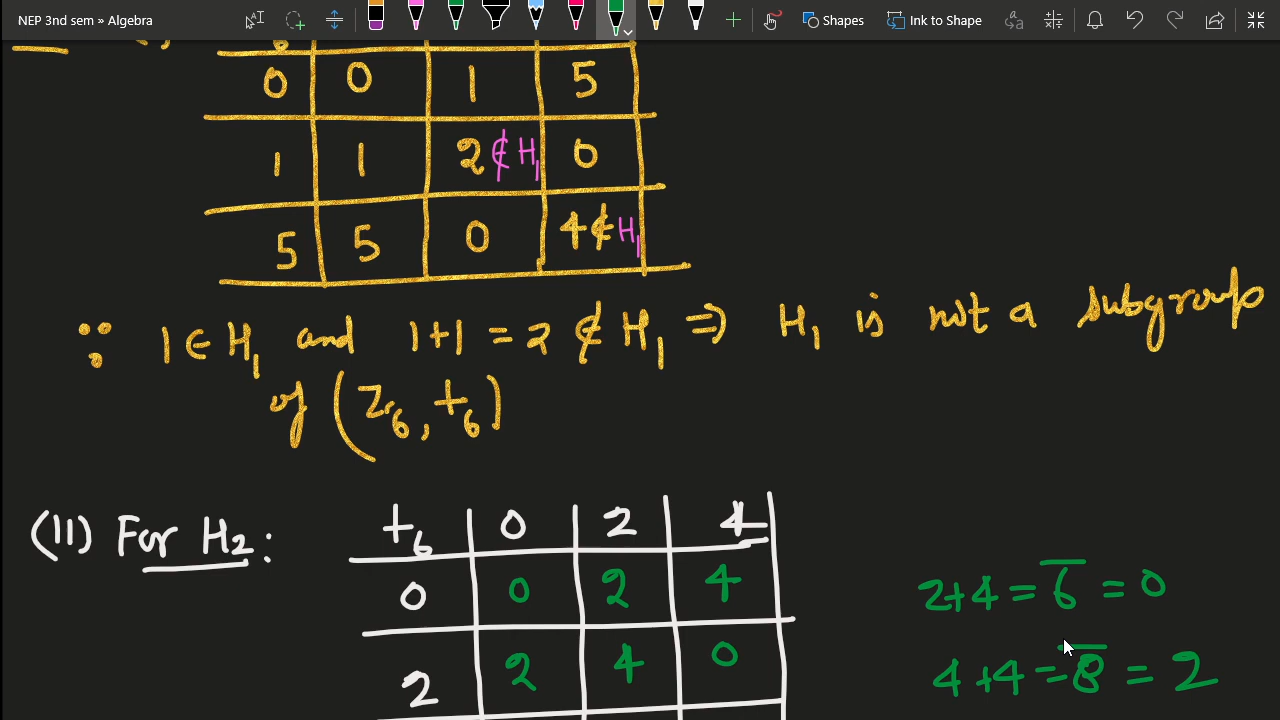 NEP 3nd sem » Algebra Shapes Ink to Shape
0 0 1 5
1 1 2 ∉ H₁ 0
5 5 0 4 ∉ H₁
∵ 1 ∈ H₁ and 1+1 = 2 ∉ H₁ ⇒ H₁ is not a subgroup
of (Z₆, +₆)
(II) For H₂:
+₆ 0 2 4
0 0 2 4
2 2 4 0
2+4 = 6̅ = 0
4+4 = 8̅ = 2